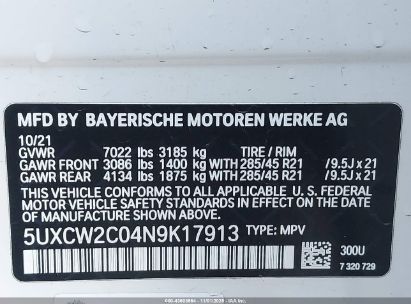 MFD BY BAYERISCHE MOTOREN WERKE AG
10/21
GVWR 7022 lbs 3185 kg TIRE / RIM
GAWR FRONT 3086 lbs 1400 kg WITH 285/45 R21 /9.5J x 21
GAWR REAR 4134 lbs 1875 kg WITH 285/45 R21 /9.5J x 21
THIS VEHICLE CONFORMS TO ALL APPLICABLE U. S. FEDERAL
MOTOR VEHICLE SAFETY STANDARDS IN EFFECT ON THE DATE OF
MANUFACTURE SHOWN ABOVE.
5UXCW2C04N9K17913 TYPE: MPV
300U
7 320 729